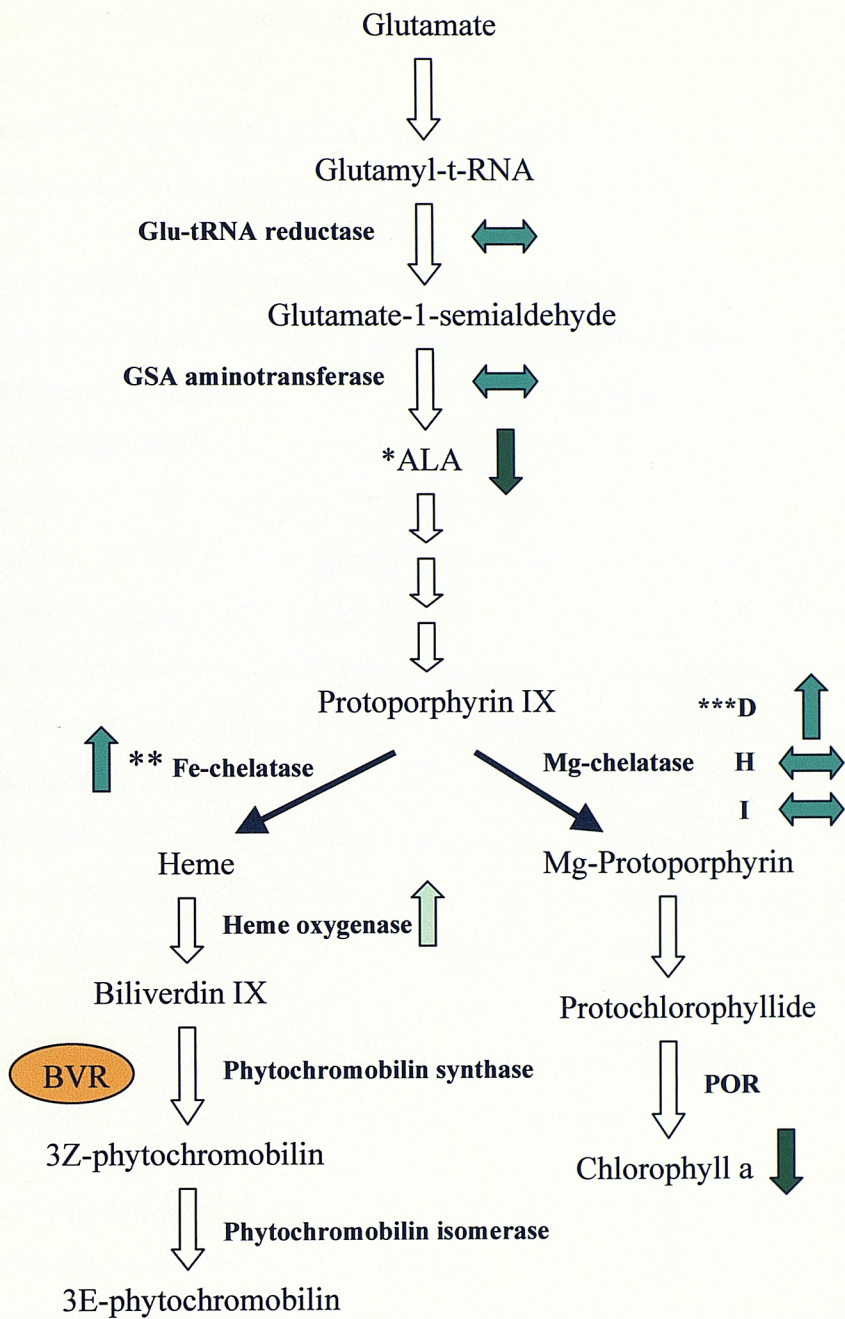 Glutamate
Glutamyl-t-RNA
Glu-tRNA reductase
Glutamate-1-semialdehyde
GSA aminotransferase
*ALA
Protoporphyrin IX
***D
** Fe-chelatase
Mg-chelatase H
I
Heme
Mg-Protoporphyrin
Heme oxygenase
Biliverdin IX
Protochlorophyllide
BVR
Phytochromobilin synthase
POR
3Z-phytochromobilin
Chlorophyll a
Phytochromobilin isomerase
3E-phytochromobilin